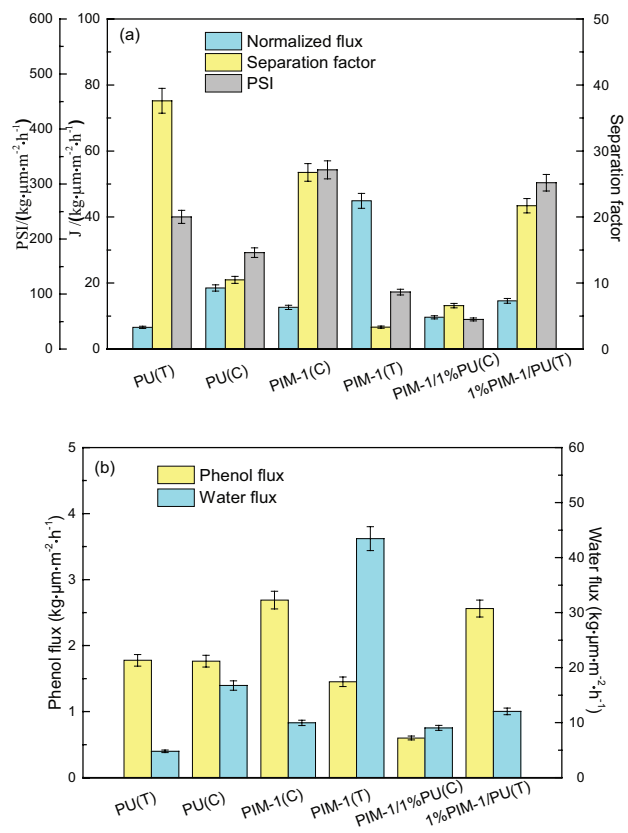 (a)
Normalized flux
Separation factor
PSI
600
500
400
300
200
100
0
PSI/(kg·μm·m⁻²·h⁻¹)
100
80
60
40
20
0
J /(kg·μm·m⁻²·h⁻¹)
50
40
30
20
10
0
Separation factor
PU(T)
PU(C)
PIM-1(C)
PIM-1(T)
PIM-1/1%PU(C)
1%PIM-1/PU(T)
(b)
Phenol flux
Water flux
5
4
3
2
1
0
Phenol flux (kg·μm·m⁻²·h⁻¹)
60
50
40
30
20
10
0
Water flux (kg·μm·m⁻²·h⁻¹)
PU(T)
PU(C)
PIM-1(C)
PIM-1(T)
PIM-1/1%PU(C)
1%PIM-1/PU(T)